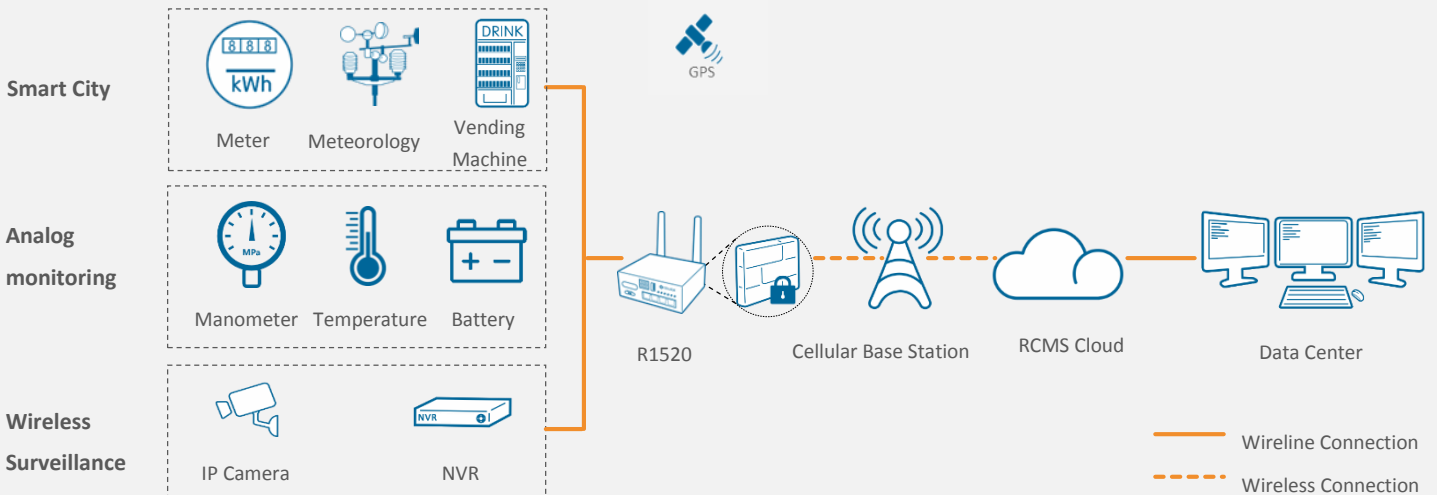 GPS
Smart City
888
kWh
DRINK
Meter
Meteorology
Vending
Machine
Analog
monitoring
MPa
Manometer
Temperature
Battery
R1520
Cellular Base Station
RCMS Cloud
Data Center
Wireless
Surveillance
NVR
IP Camera
NVR
Wireline Connection
Wireless Connection